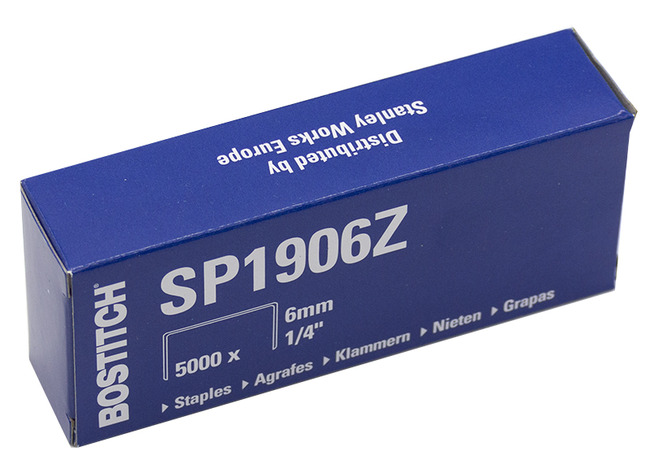 Distributed by
Stanley Works Europe
BOSTITCH®
SP1906Z
6mm
1/4"
5000 x
▸ Staples ▸ Agrafes ▸ Klammern ▸ Nieten ▸ Grapas